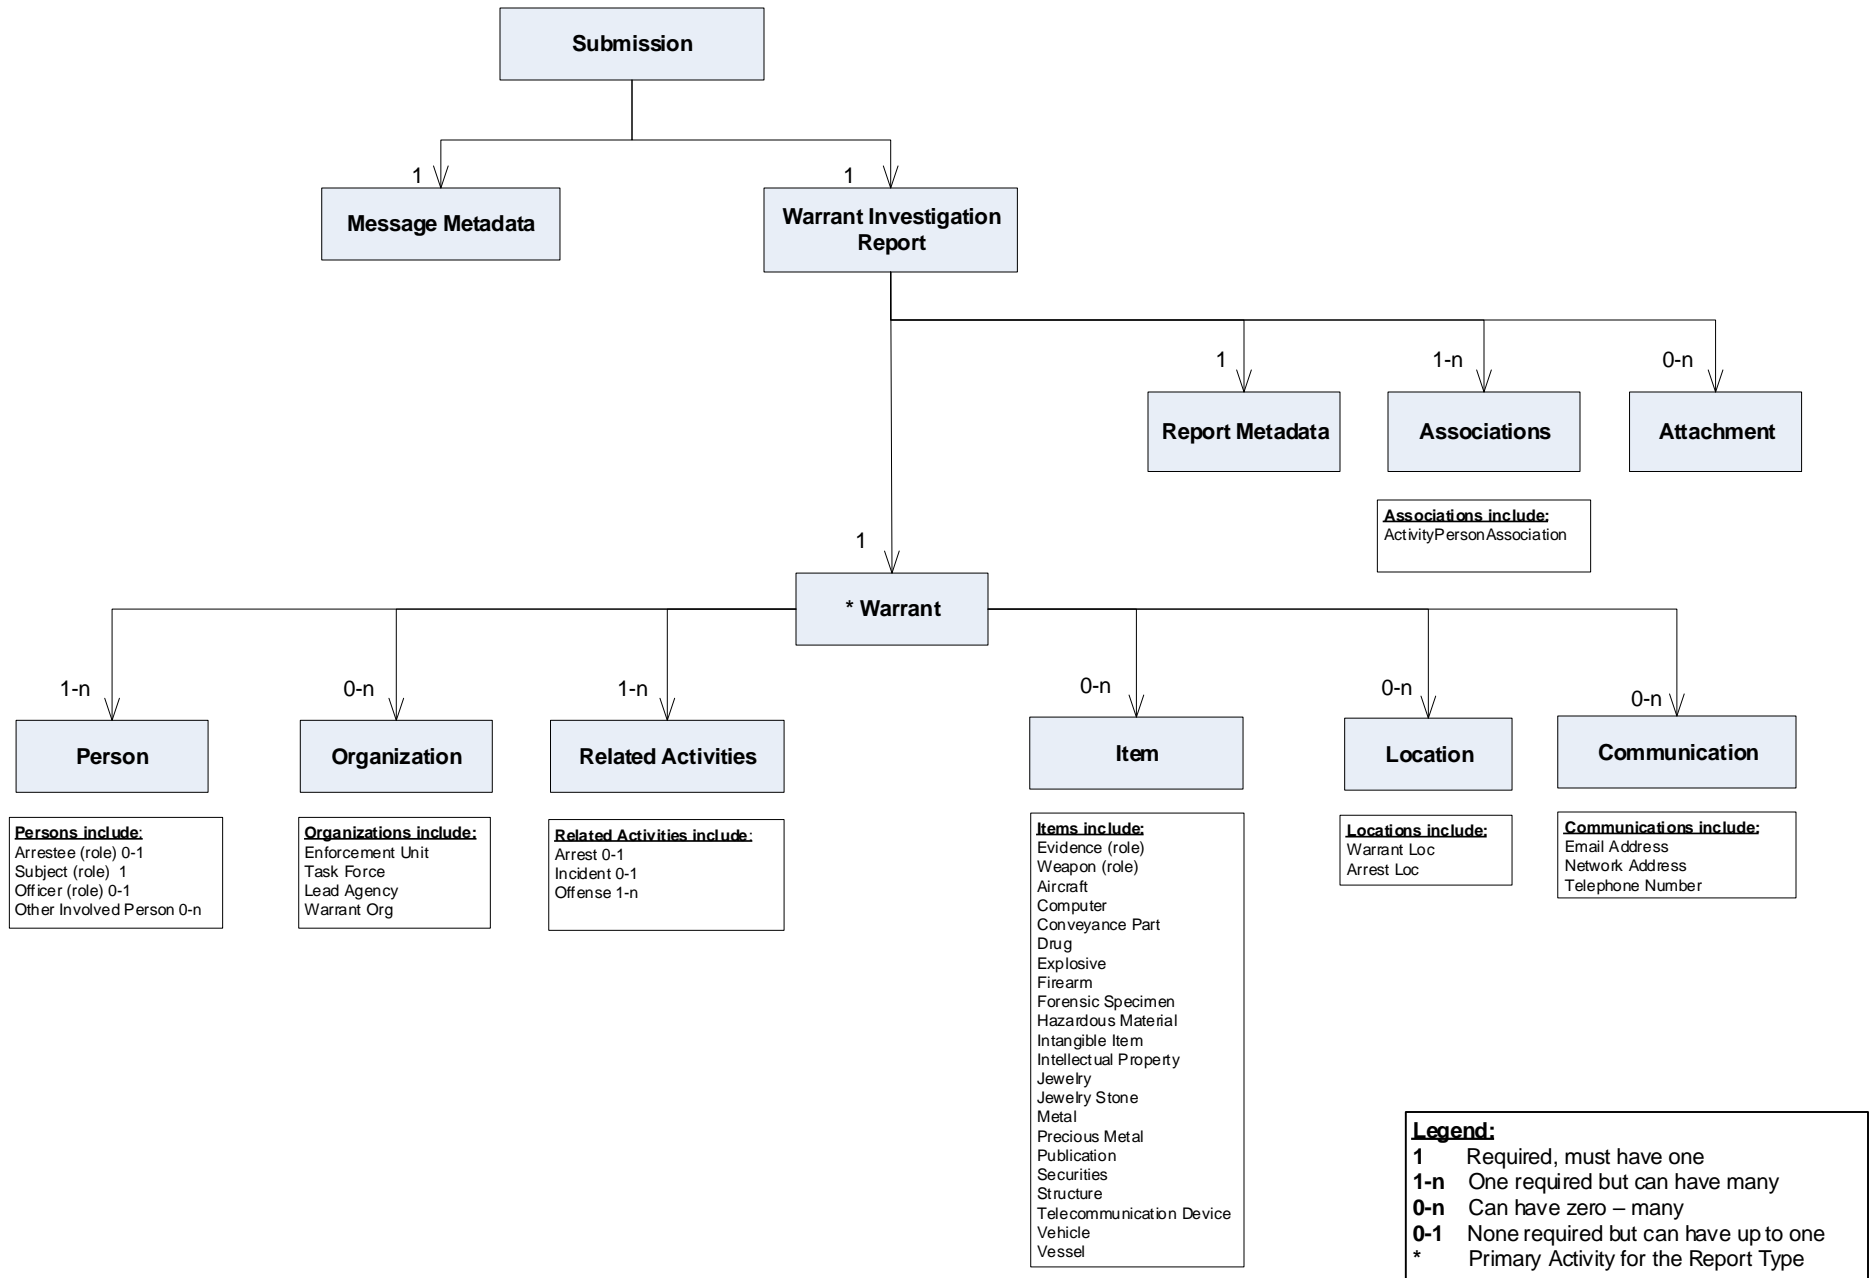 Submission
1
1
Message Metadata
Warrant Investigation
Report
1
1-n
0-n
Report Metadata
Associations
Attachment
Associations include:
ActivityPersonAssociation
1
* Warrant
1-n
0-n
1-n
0-n
0-n
0-n
Person
Organization
Related Activities
Item
Location
Communication
Persons include:
Arrestee (role) 0-1
Subject (role) 1
Officer (role) 0-1
Other Involved Person 0-n
Organizations include:
Enforcement Unit
Task Force
Lead Agency
Warrant Org
Related Activities include:
Arrest 0-1
Incident 0-1
Offense 1-n
Items include:
Evidence (role)
Weapon (role)
Aircraft
Computer
Conveyance Part
Drug
Explosive
Firearm
Forensic Specimen
Hazardous Material
Intangible Item
Intellectual Property
Jewelry
Jewelry Stone
Metal
Precious Metal
Publication
Securities
Structure
Telecommunication Device
Vehicle
Vessel
Locations include:
Warrant Loc
Arrest Loc
Communications include:
Email Address
Network Address
Telephone Number
Legend:
1 Required, must have one
1-n One required but can have many
0-n Can have zero – many
0-1 None required but can have up to one
* Primary Activity for the Report Type